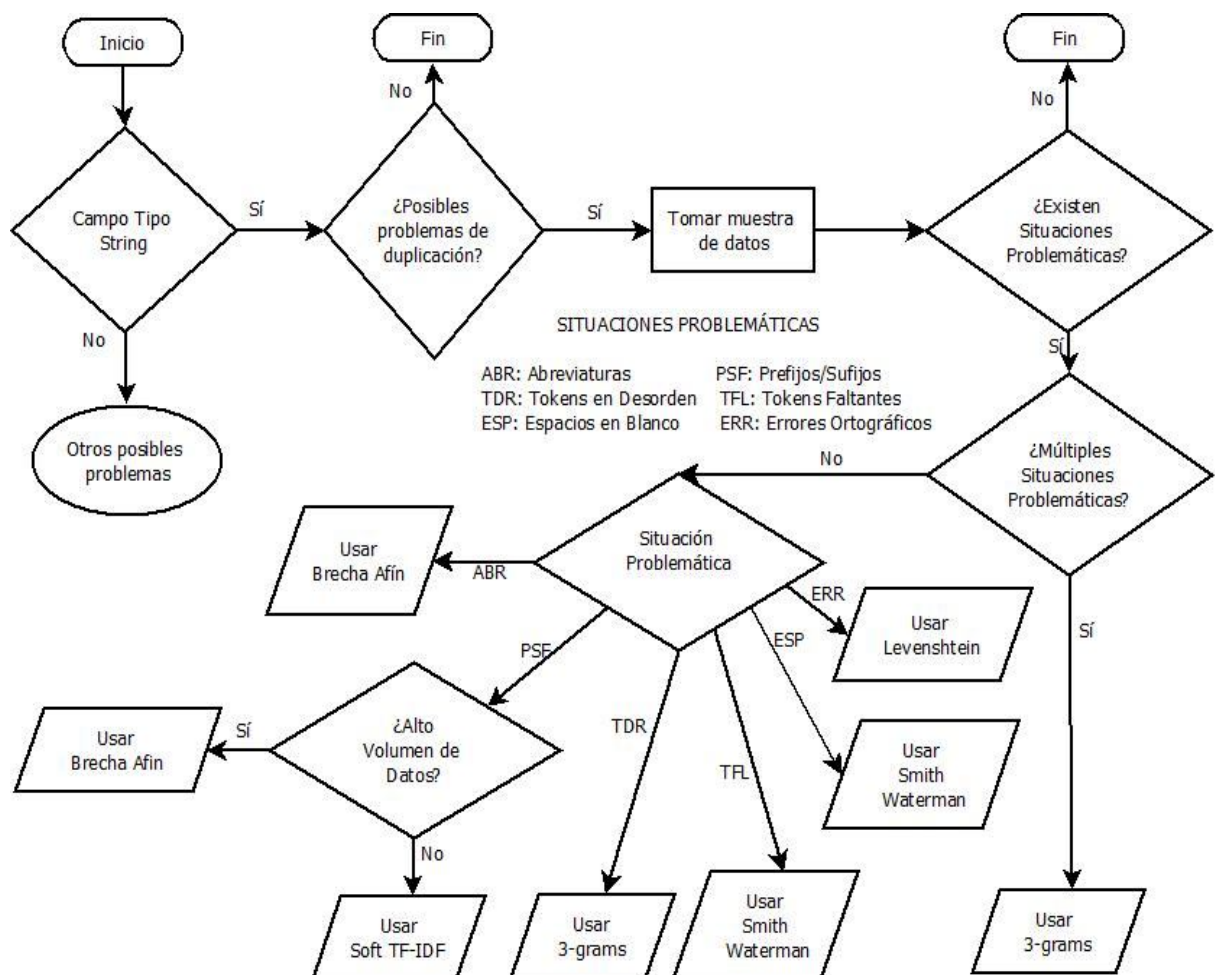 Inicio
Fin
Fin
No
No
Campo Tipo
String
Sí
¿Posibles
problemas de
duplicación?
Sí
Tomar muestra
de datos
¿Existen
Situaciones
Problemáticas?
No
SITUACIONES PROBLEMÁTICAS
Sí
ABR: Abreviaturas
PSF: Prefijos/Sufijos
TDR: Tokens en Desorden
TFL: Tokens Faltantes
ESP: Espacios en Blanco
ERR: Errores Ortográficos
Otros posibles
problemas
No
¿Múltiples
Situaciones
Problemáticas?
Situación
Problemática
Usar
Brecha Afín
ABR
ERR
Usar
Levenshtein
ESP
Sí
PSF
TDR
TFL
Usar
Brecha Afin
Sí
¿Alto
Volumen de
Datos?
Usar
Smith
Waterman
No
Usar
Soft TF-IDF
Usar
3-grams
Usar
Smith
Waterman
Usar
3-grams